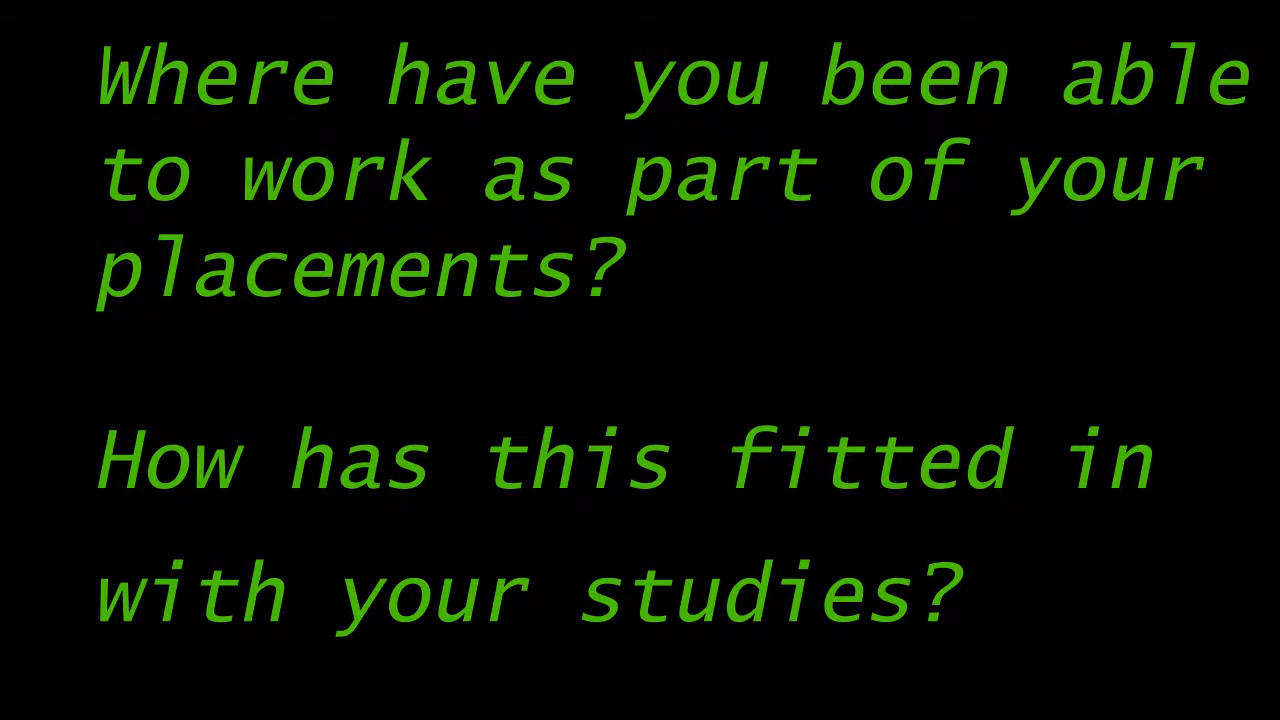 Where have you been able
to work as part of your
placements?
How has this fitted in
with your studies?